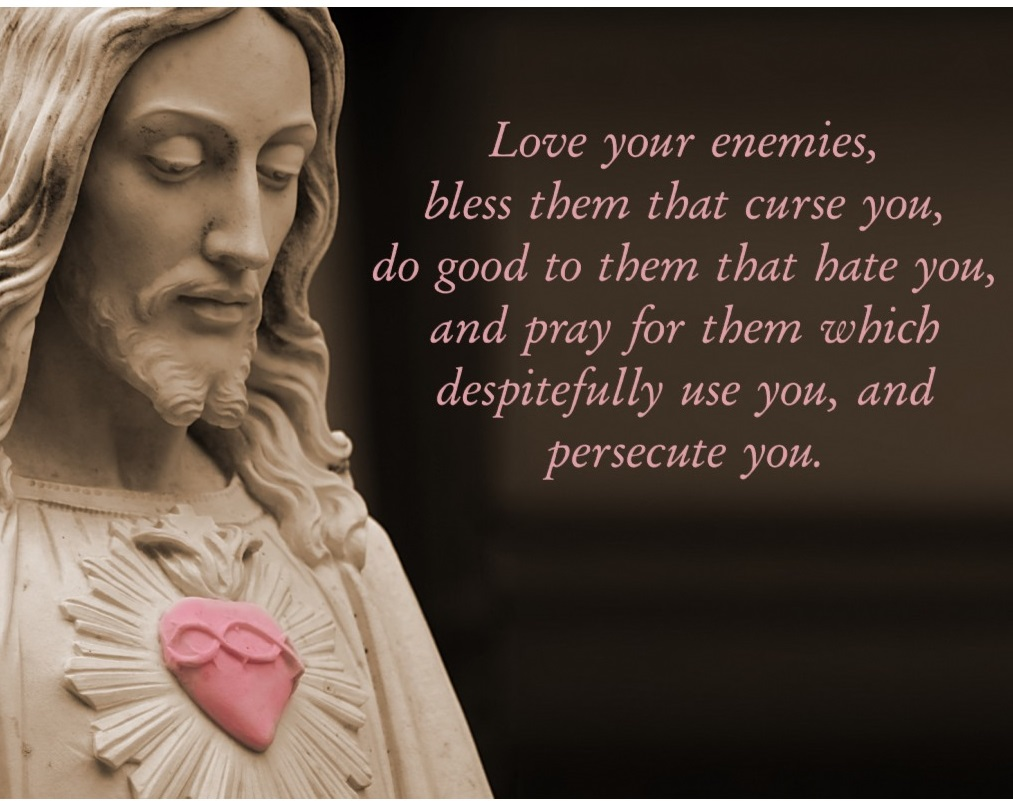 Love your enemies,
bless them that curse you,
do good to them that hate you,
and pray for them which
despitefully use you, and
persecute you.